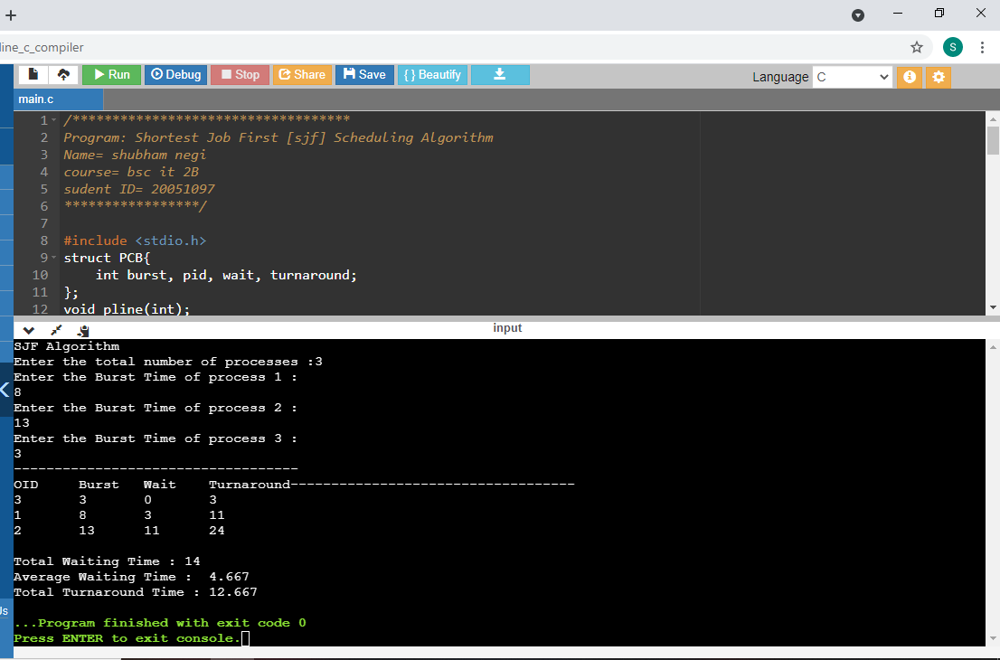 line_c_compiler
S
Run Debug Stop Share Save { } Beautify
Language C
main.c
1 /***********************************
2 Program: Shortest Job First [sjf] Scheduling Algorithm
3 Name= shubham negi
4 course= bsc it 2B
5 sudent ID= 20051097
6 *****************/
7
8 #include <stdio.h>
9 struct PCB{
10 int burst, pid, wait, turnaround;
11 };
12 void pline(int);
input
SJF Algorithm
Enter the total number of processes :3
Enter the Burst Time of process 1 :
8
Enter the Burst Time of process 2 :
13
Enter the Burst Time of process 3 :
3
-----------------------------------
OID Burst Wait Turnaround-----------------------------------
3 3 0 3
1 8 3 11
2 13 11 24
Total Waiting Time : 14
Average Waiting Time : 4.667
Total Turnaround Time : 12.667
Us
...Program finished with exit code 0
Press ENTER to exit console.